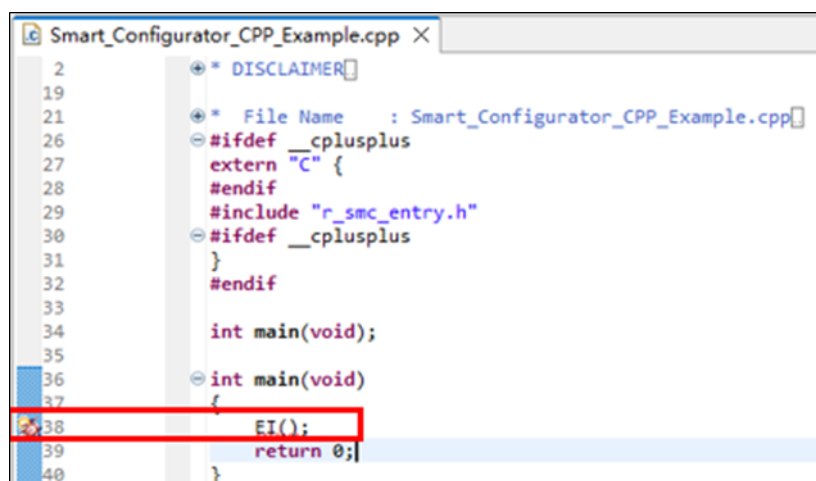 Smart_Configurator_CPP_Example.cpp
2 * DISCLAIMER
19
21 * File Name : Smart_Configurator_CPP_Example.cpp
26 #ifdef __cplusplus
27 extern "C" {
28 #endif
29 #include "r_smc_entry.h"
30 #ifdef __cplusplus
31 }
32 #endif
33
34 int main(void);
35
36 int main(void)
37 {
38 EI();
39 return 0;
40 }